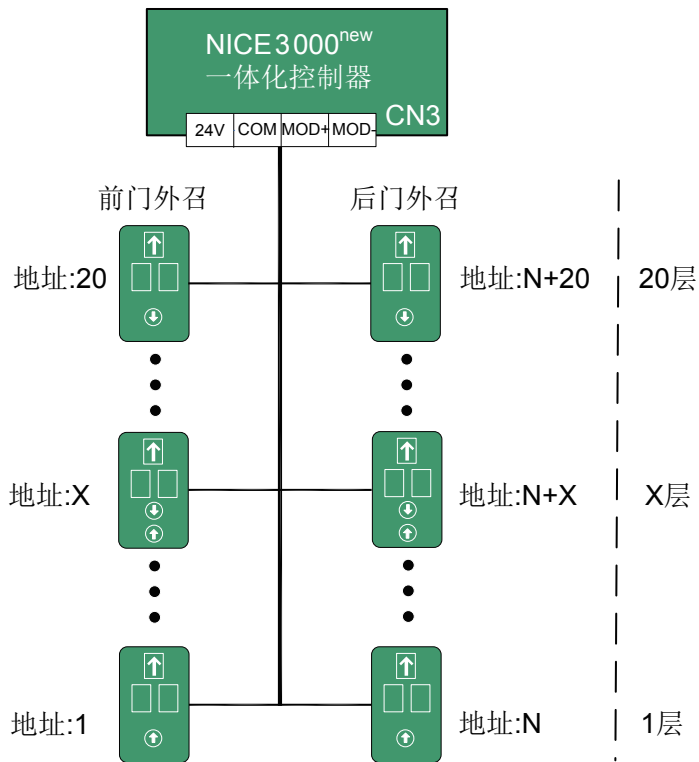 NICE3000new
一体化控制器
CN3
24V COM MOD+ MOD-
前门外召 后门外召
地址:20 地址:N+20 20层
地址:X 地址:N+X X层
地址:1 地址:N 1层